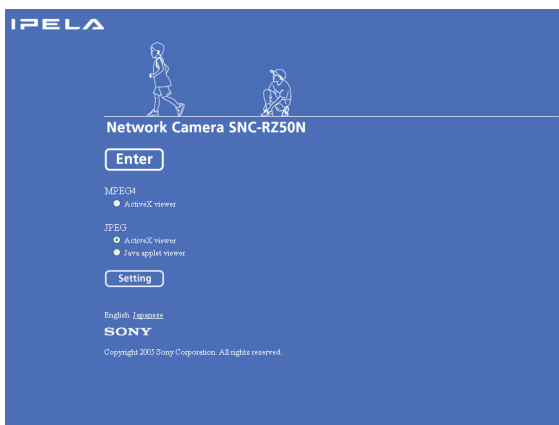 IPELA
Network Camera SNC-RZ50N
Enter
MPEG4
ActiveX viewer
JPEG
ActiveX viewer
Java applet viewer
Setting
English Japanese
SONY
Copyright 2005 Sony Corporation. All rights reserved.